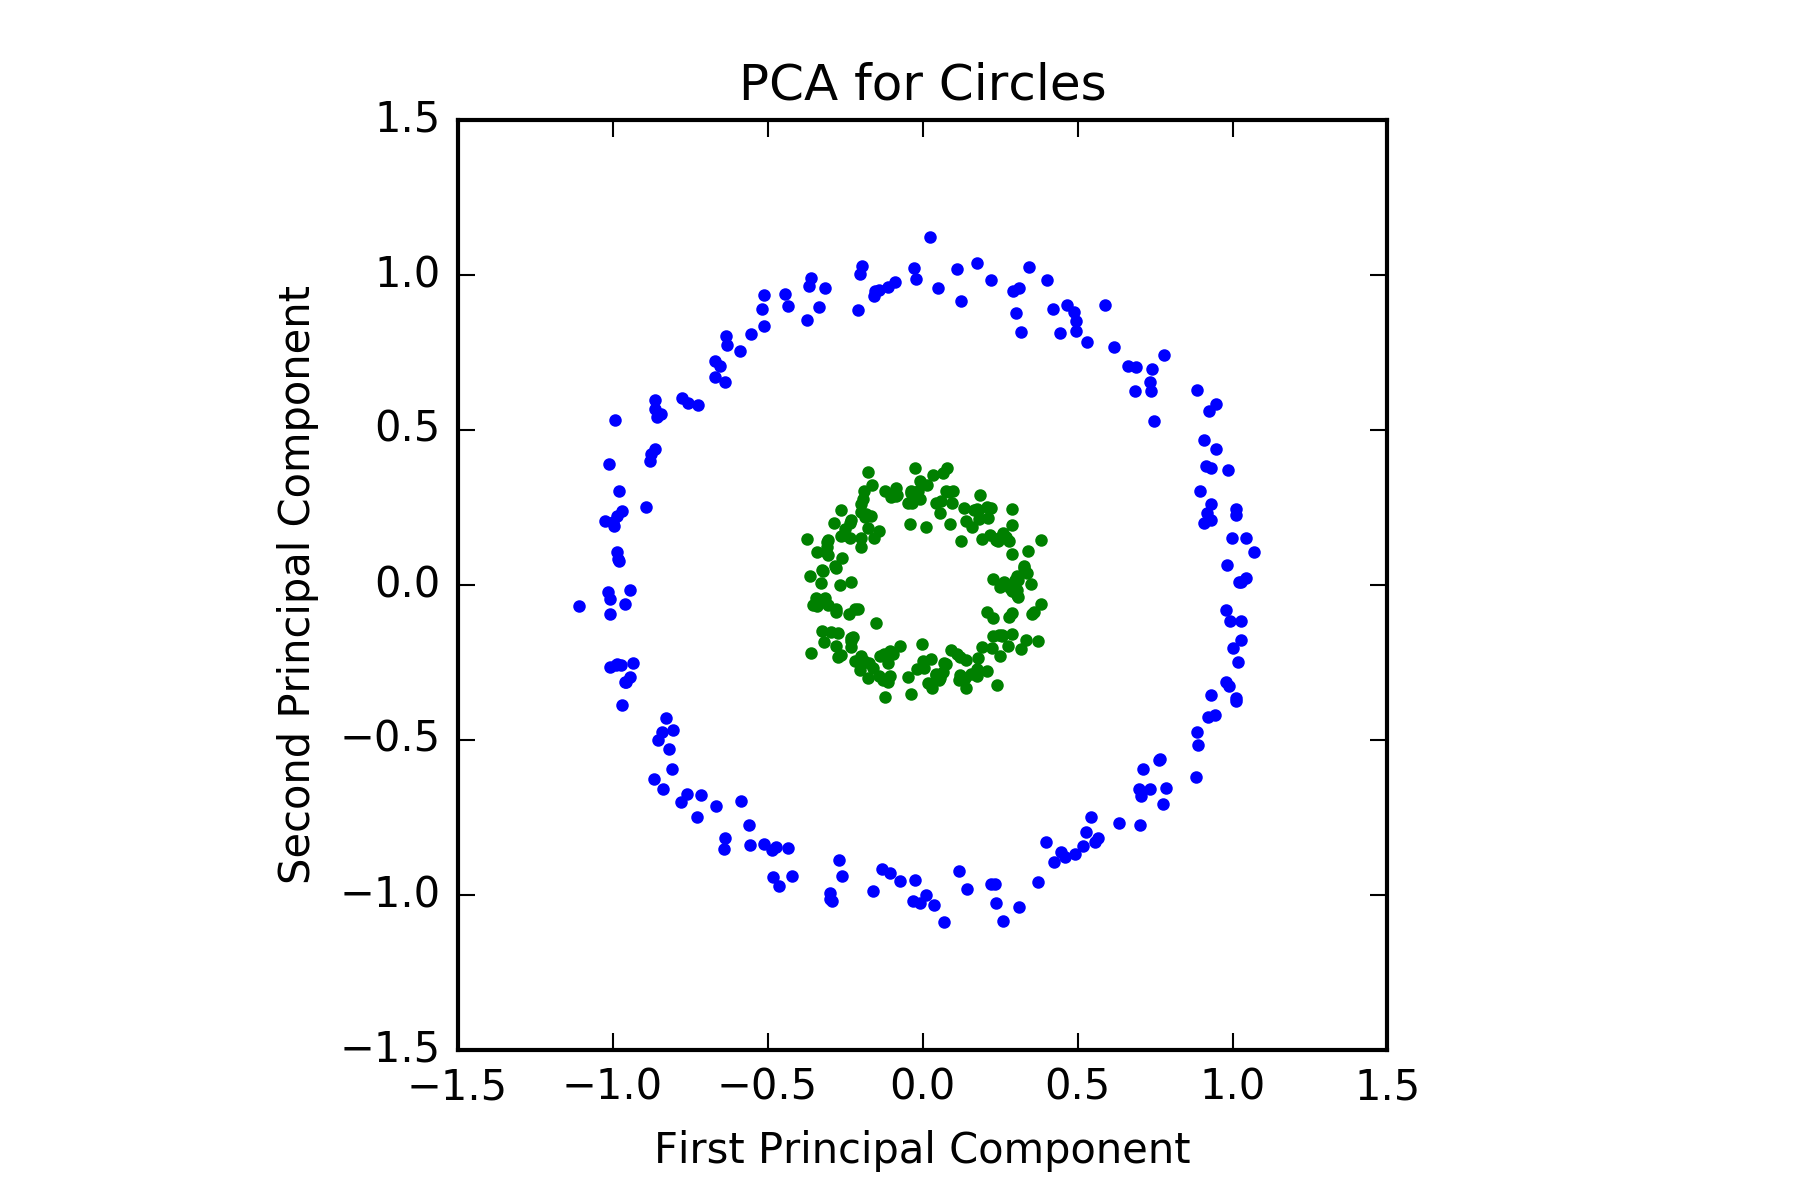 PCA for Circles
1.5
1.0
0.5
0.0
−0.5
−1.0
−1.5
Second Principal Component
−1.5 −1.0 −0.5 0.0 0.5 1.0 1.5
First Principal Component